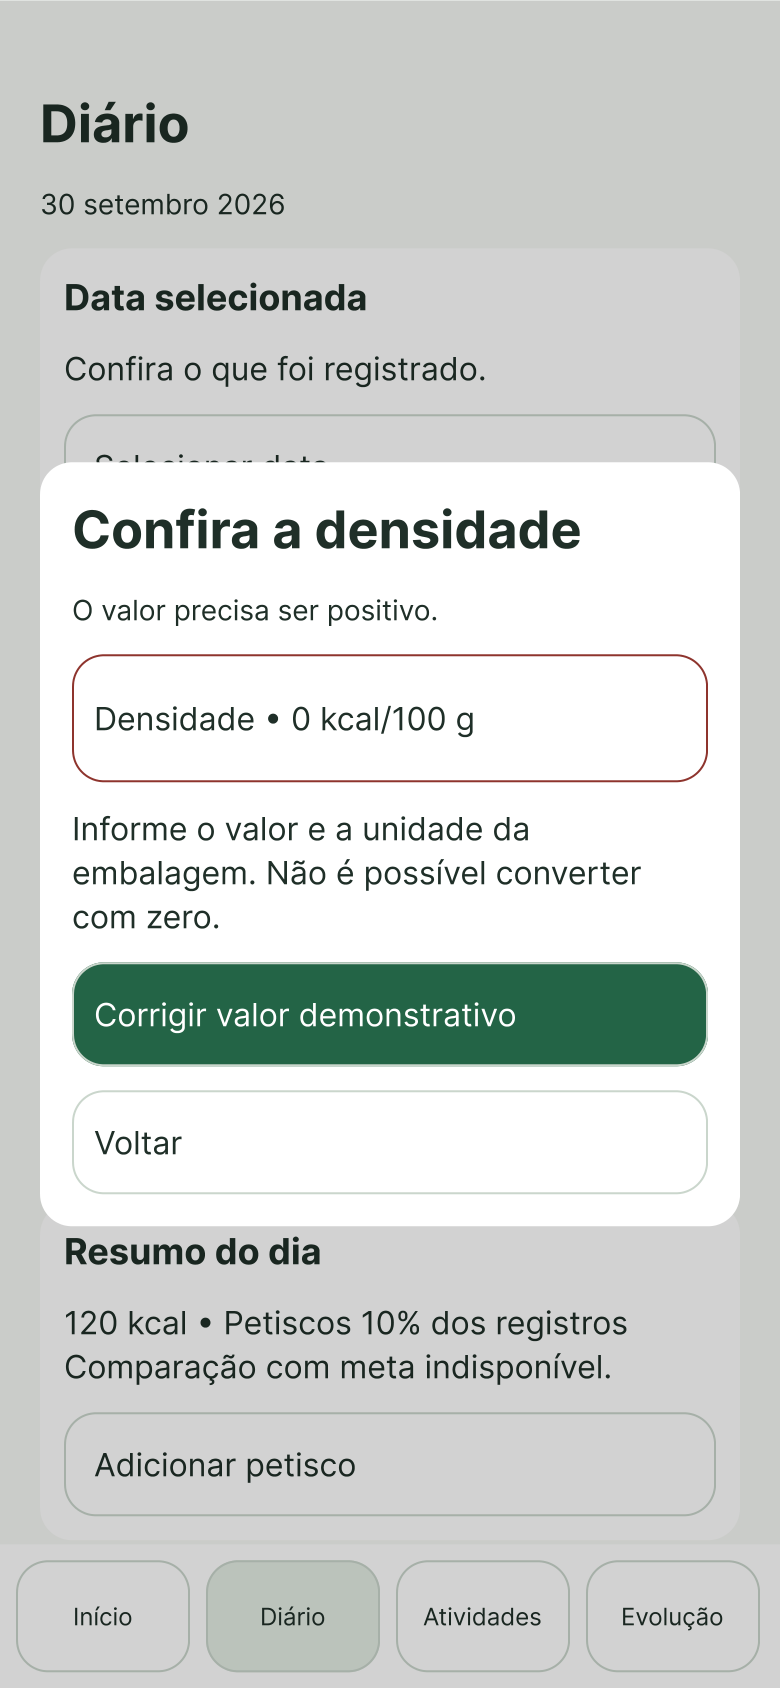 Diário
30 setembro 2026
Data selecionada
Confira o que foi registrado.
Selecionar data
Confira a densidade
O valor precisa ser positivo.
Densidade • 0 kcal/100 g
Informe o valor e a unidade da
embalagem. Não é possível converter
com zero.
Corrigir valor demonstrativo
Voltar
Resumo do dia
120 kcal • Petiscos 10% dos registros
Comparação com meta indisponível.
Adicionar petisco
Início
Diário
Atividades
Evolução